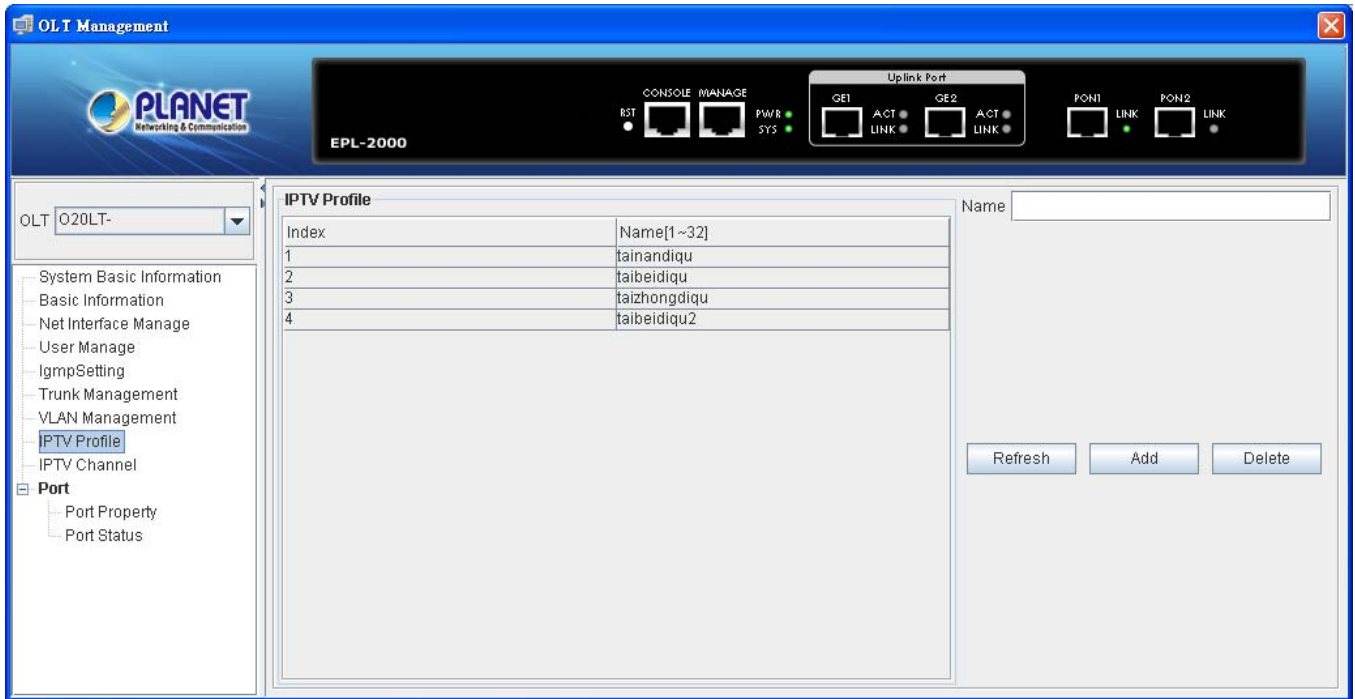 OLT Management
PLANET
Networking & Communication
EPL-2000
RST
CONSOLE MANAGE
PWR
SYS
Uplink Port
GE1
ACT
LINK
GE2
ACT
LINK
PON1
LINK
PON2
LINK
OLT O20LT-
System Basic Information
Basic Information
Net Interface Manage
User Manage
IgmpSetting
Trunk Management
VLAN Management
IPTV Profile
IPTV Channel
Port
Port Property
Port Status
IPTV Profile
Index Name[1~32]
1 tainandiqu
2 taibeidiqu
3 taizhongdiqu
4 taibeidiqu2
Name
Refresh Add Delete